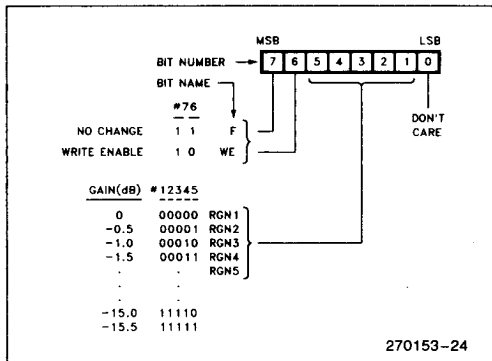 MSB LSB
BIT NUMBER 7 6 5 4 3 2 1 0
BIT NAME
#76 DON'T
NO CHANGE 1 1 F CARE
WRITE ENABLE 1 0 WE
GAIN(dB) #12345
0 00000 RGN1
-0.5 00001 RGN2
-1.0 00010 RGN3
-1.5 00011 RGN4
. . RGN5
. .
. .
-15.0 11110
-15.5 11111
270153-24